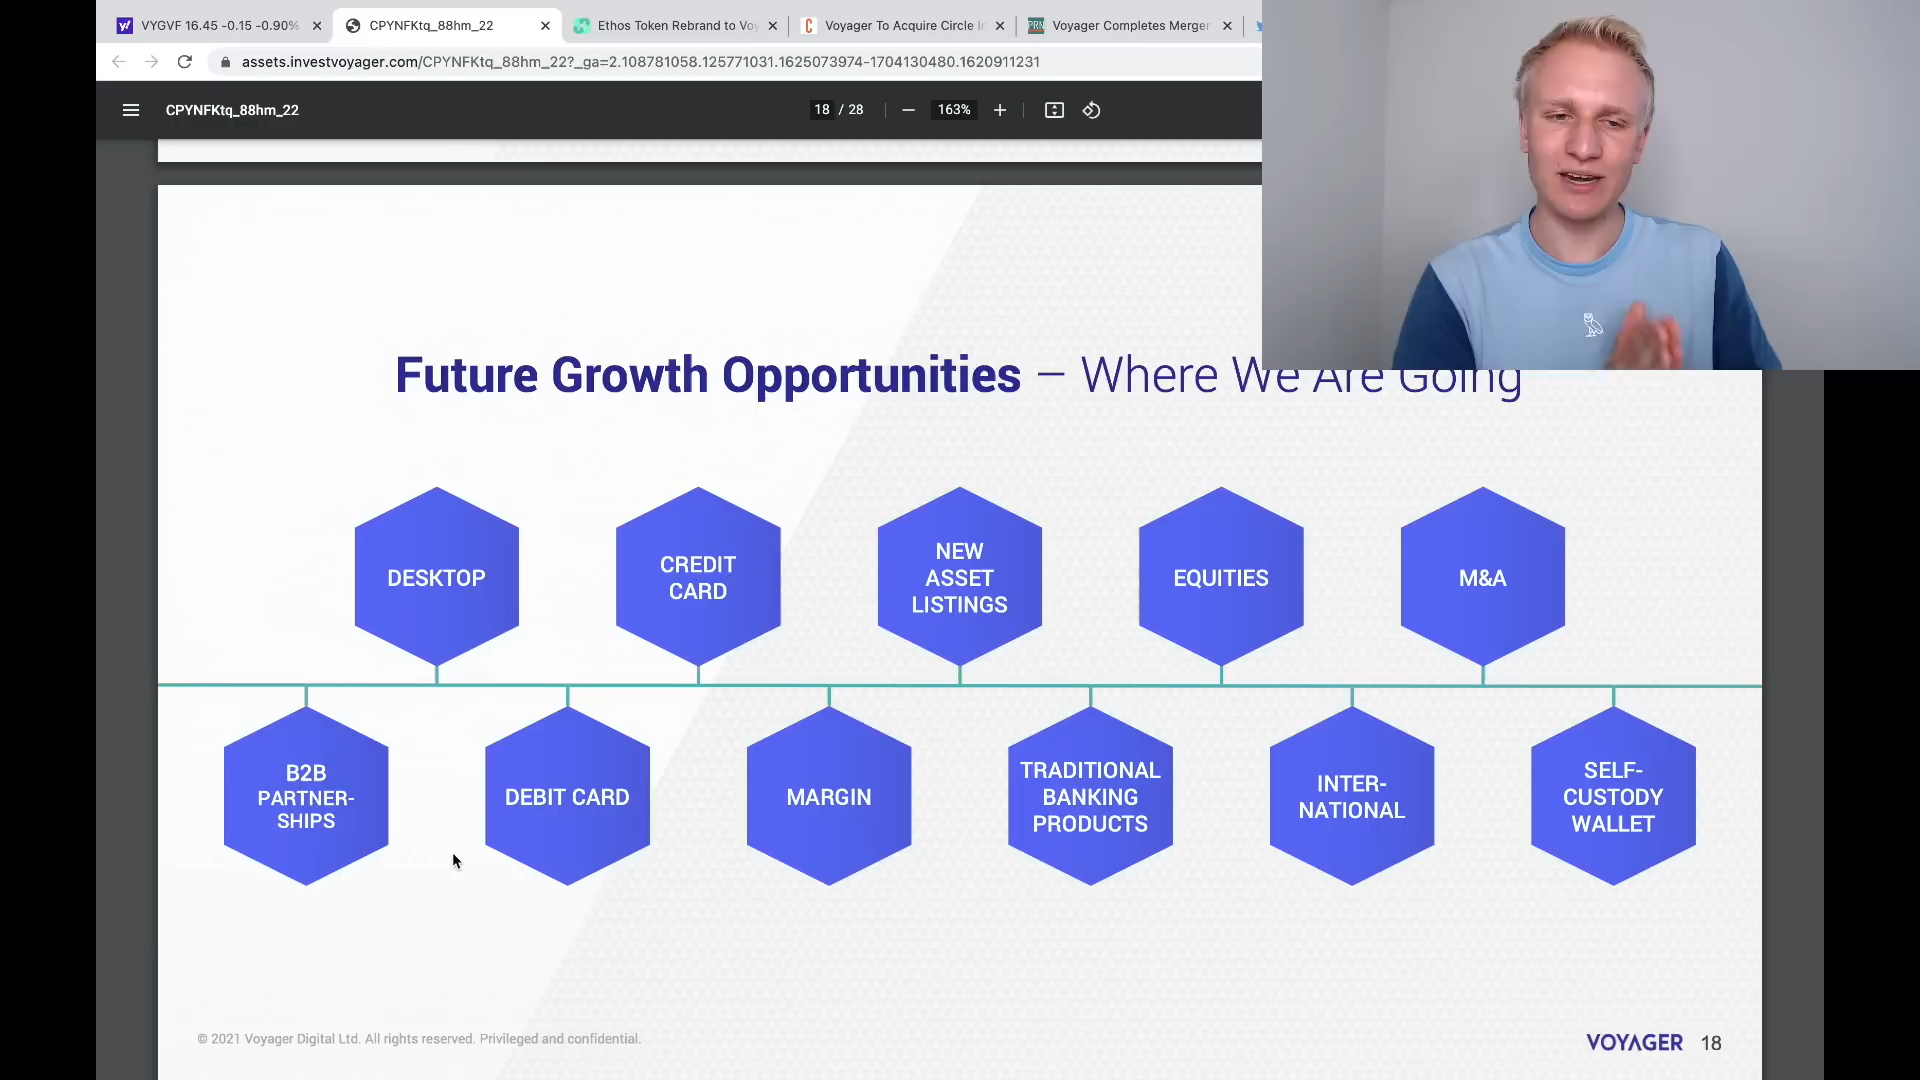 VYGVF 16.45 -0.15 -0.90%
CPYNFKtq_88hm_22
Ethos Token Rebrand to Voy
Voyager To Acquire Circle In
Voyager Completes Merger
assets.investvoyager.com/CPYNFKtq_88hm_22?_ga=2.108781058.125771031.1625073974-1704130480.1620911231
CPYNFKtq_88hm_22
18 / 28
163%
Future Growth Opportunities – Where We Are Going
DESKTOP
CREDIT
CARD
NEW
ASSET
LISTINGS
EQUITIES
M&A
B2B
PARTNER-
SHIPS
DEBIT CARD
MARGIN
TRADITIONAL
BANKING
PRODUCTS
INTER-
NATIONAL
SELF-
CUSTODY
WALLET
© 2021 Voyager Digital Ltd. All rights reserved. Privileged and confidential.
VOYAGER 18